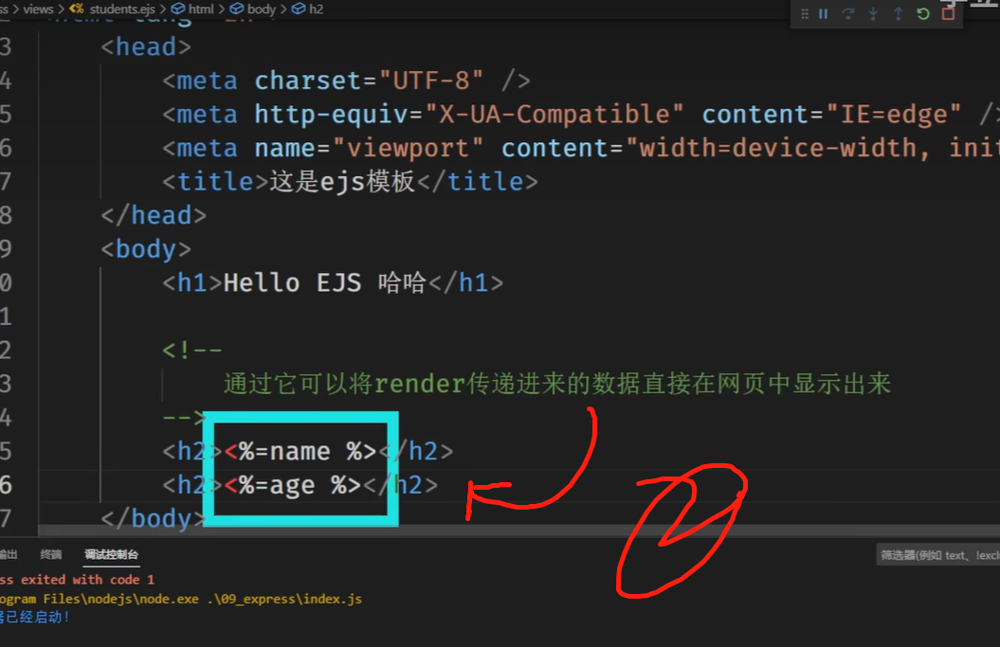 ss > views > <% students.ejs > html > body > h2
3 <head>
4 <meta charset="UTF-8" />
5 <meta http-equiv="X-UA-Compatible" content="IE=edge" />
6 <meta name="viewport" content="width=device-width, init
7 <title>这是ejs模板</title>
8 </head>
9 <body>
0 <h1>Hello EJS 哈哈</h1>
1
2 <!--
3 通过它可以将render传递进来的数据直接在网页中显示出来
4 -->
5 <h2><%=name %></h2>
6 <h2><%=age %></h2>
7 </body>
2
输出 终端 调试控制台 筛选器(例如 text、!exclu
ss exited with code 1
ogram Files\nodejs\node.exe .\09_express\index.js
器已经启动!